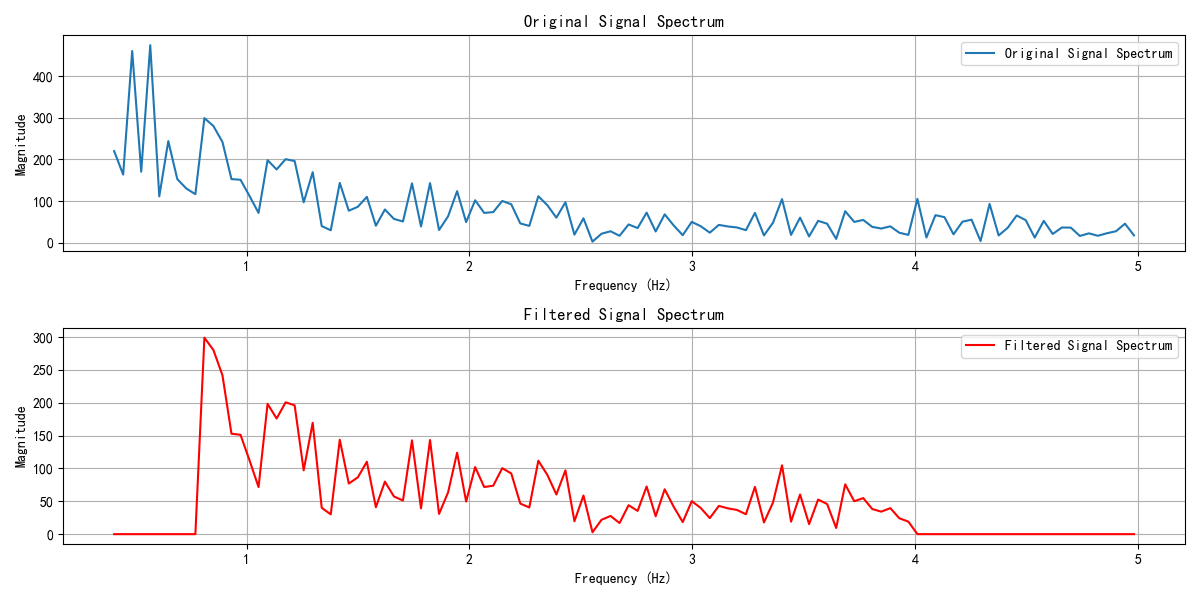 Original Signal Spectrum
Original Signal Spectrum
Magnitude
400
300
200
100
0
1 2 3 4 5
Frequency (Hz)
Filtered Signal Spectrum
Filtered Signal Spectrum
Magnitude
300
250
200
150
100
50
0
1 2 3 4 5
Frequency (Hz)